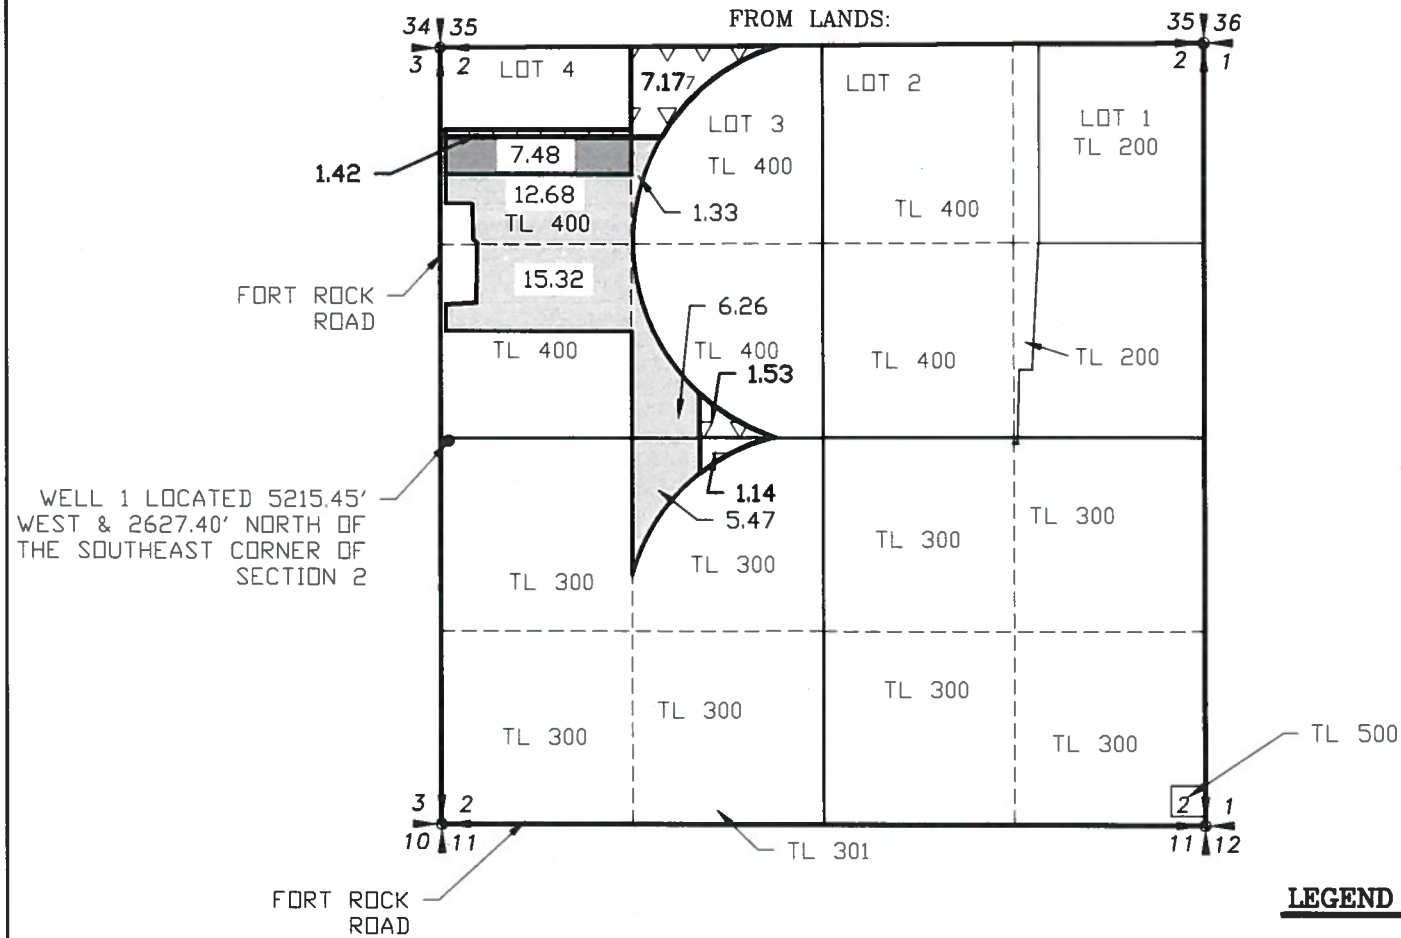 FROM LANDS:
34 35
35 36
3 2
2 1
LOT 4
7.177
LOT 2
LOT 1
TL 200
LOT 3
TL 400
7.48
1.42
12.68
TL 400
1.33
TL 400
15.32
FORT ROCK
ROAD
6.26
TL 400
TL 400
1.53
TL 400
TL 200
WELL 1 LOCATED 5215.45'
WEST & 2627.40' NORTH OF
THE SOUTHEAST CORNER OF
SECTION 2
1.14
5.47
TL 300
TL 300
TL 300
TL 300
TL 300
TL 300
TL 300
TL 300
TL 500
3 2
2 1
10 11
11 12
TL 301
FORT ROCK
ROAD
LEGEND